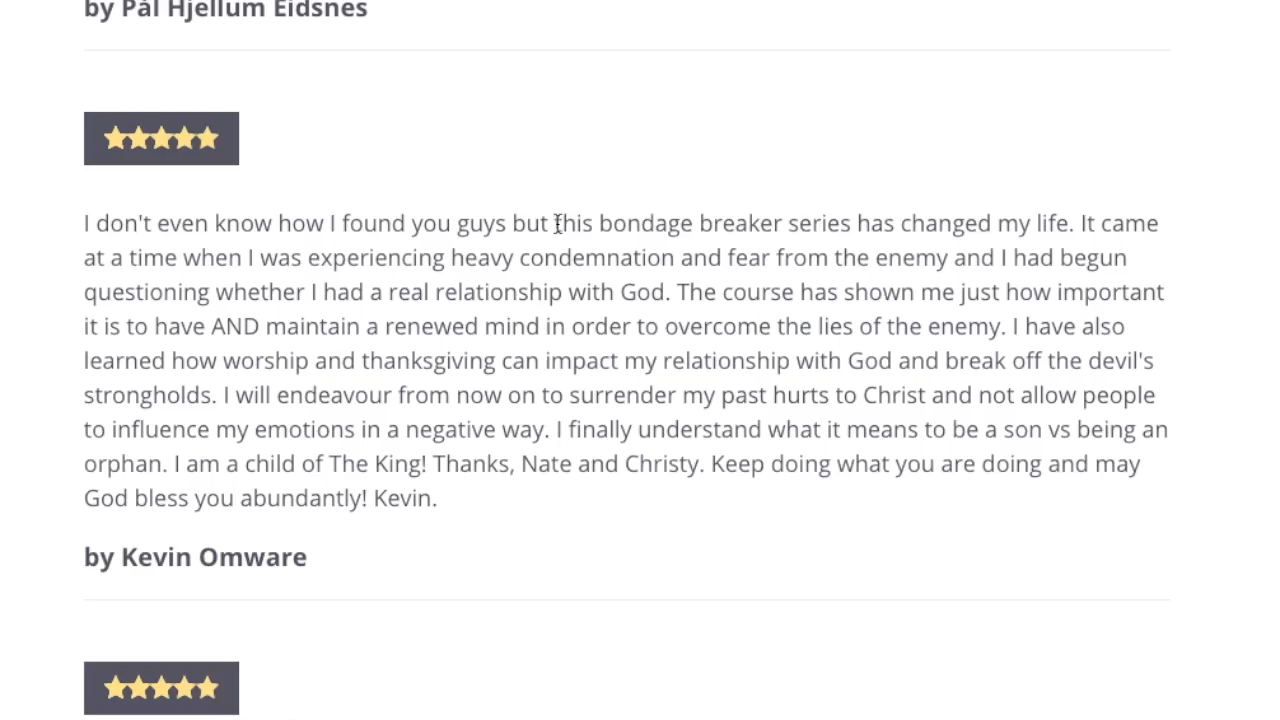 by Pål Hjellum Eidsnes
I don't even know how I found you guys but this bondage breaker series has changed my life. It came
at a time when I was experiencing heavy condemnation and fear from the enemy and I had begun
questioning whether I had a real relationship with God. The course has shown me just how important
it is to have AND maintain a renewed mind in order to overcome the lies of the enemy. I have also
learned how worship and thanksgiving can impact my relationship with God and break off the devil's
strongholds. I will endeavour from now on to surrender my past hurts to Christ and not allow people
to influence my emotions in a negative way. I finally understand what it means to be a son vs being an
orphan. I am a child of The King! Thanks, Nate and Christy. Keep doing what you are doing and may
God bless you abundantly! Kevin.
by Kevin Omware